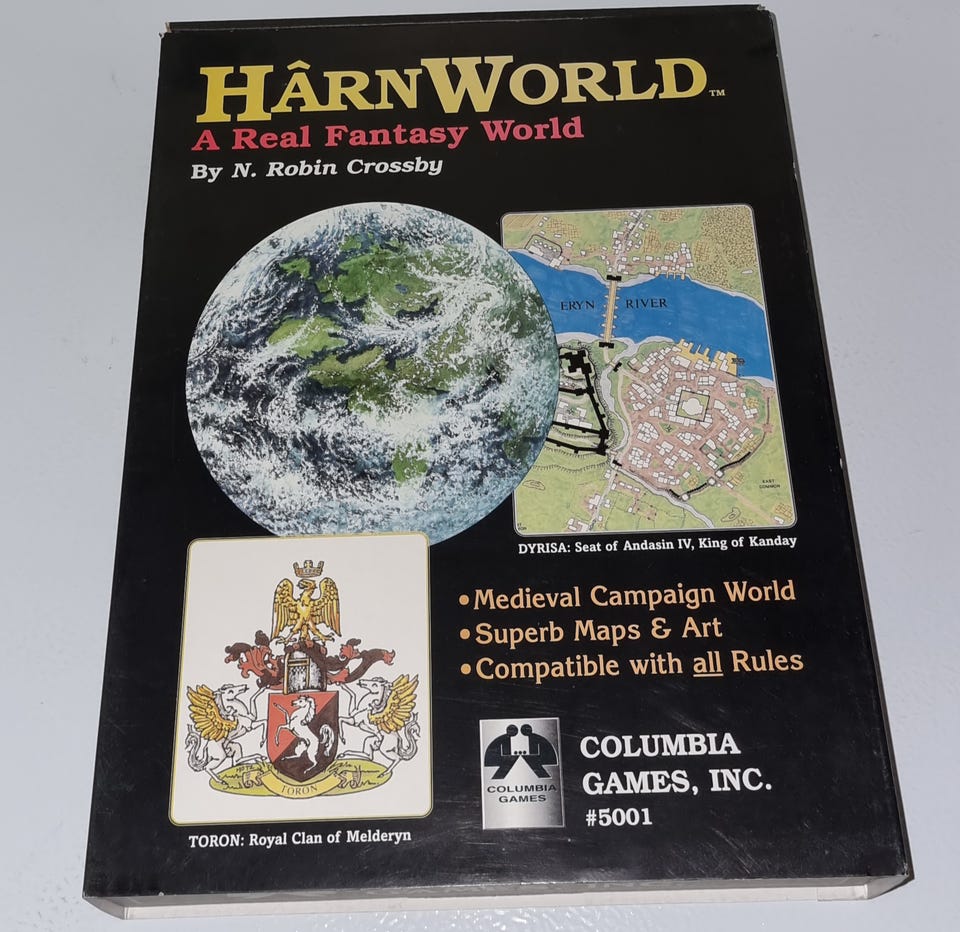 HÂRNWORLD™
A Real Fantasy World
By N. Robin Crossby
ERYN RIVER
EAST
COMMON
DYRISA: Seat of Andasin IV, King of Kanday
•Medieval Campaign World
•Superb Maps & Art
•Compatible with all Rules
TORON
TORON: Royal Clan of Melderyn
COLUMBIA
GAMES
COLUMBIA
GAMES, INC.
#5001